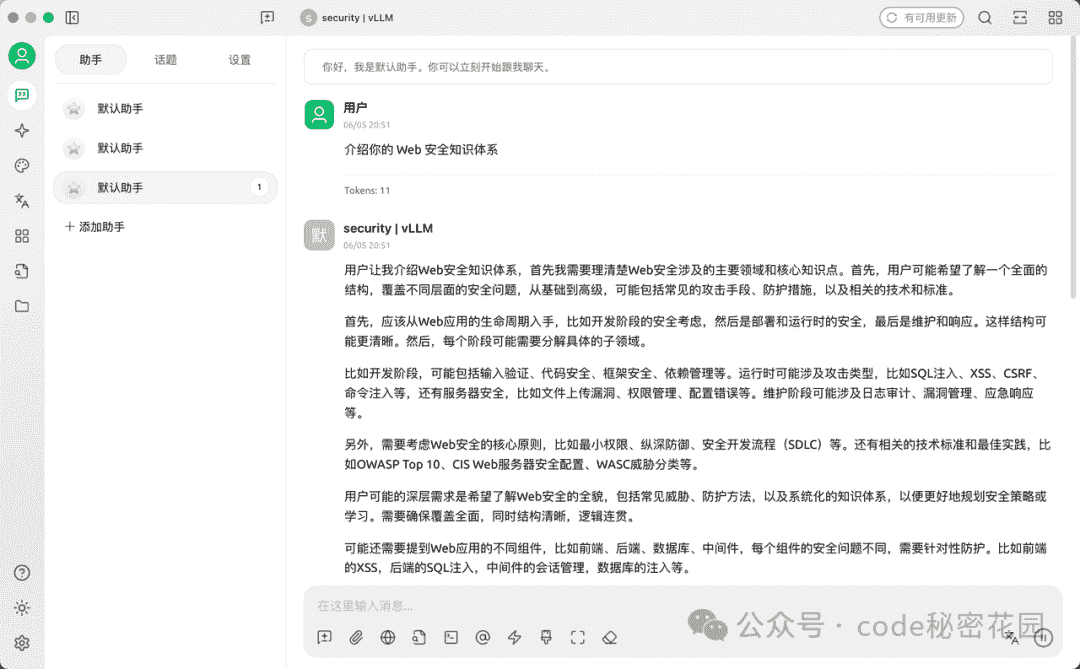 S security | vLLM
有可用更新
助手 话题 设置
默认助手
默认助手
默认助手 1
添加助手
你好，我是默认助手。你可以立刻开始跟我聊天。
用户
06/05 20:51
介绍你的 Web 安全知识体系
Tokens: 11
默
security | vLLM
06/05 20:51
用户让我介绍Web安全知识体系，首先我需要理清楚Web安全涉及的主要领域和核心知识点。首先，用户可能希望了解一个全面的
结构，覆盖不同层面的安全问题，从基础到高级，可能包括常见的攻击手段、防护措施，以及相关的技术和标准。
首先，应该从Web应用的生命周期入手，比如开发阶段的安全考虑，然后是部署和运行时的安全，最后是维护和响应。这样结构可
能更清晰。然后，每个阶段可能需要分解具体的子领域。
比如开发阶段，可能包括输入验证、代码安全、框架安全、依赖管理等。运行时可能涉及攻击类型，比如SQL注入、XSS、CSRF、
命令注入等，还有服务器安全，比如文件上传漏洞、权限管理、配置错误等。维护阶段可能涉及日志审计、漏洞管理、应急响应
等。
另外，需要考虑Web安全的核心原则，比如最小权限、纵深防御、安全开发流程（SDLC）等。还有相关的技术标准和最佳实践，比
如OWASP Top 10、CIS Web服务器安全配置、WASC威胁分类等。
用户可能的深层需求是希望了解Web安全的全貌，包括常见威胁、防护方法，以及系统化的知识体系，以便更好地规划安全策略或
学习。需要确保覆盖全面，同时结构清晰，逻辑连贯。
可能还需要提到Web应用的不同组件，比如前端、后端、数据库、中间件，每个组件的安全问题不同，需要针对性防护。比如前端
的XSS，后端的SQL注入，中间件的会话管理，数据库的注入等。
在这里输入消息...
公众号 · code秘密花园